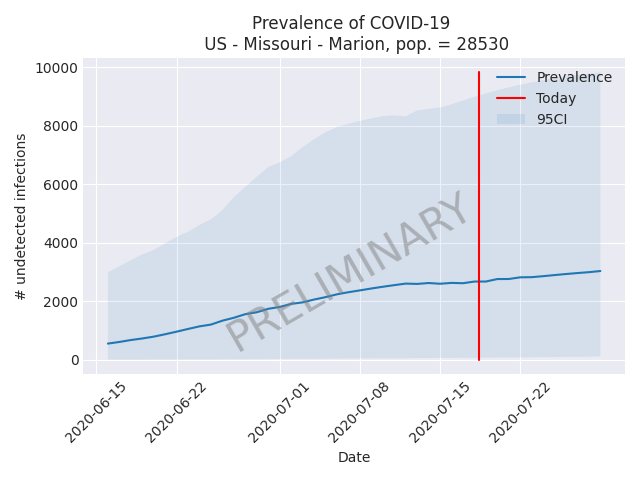 Prevalence of COVID-19
US - Missouri - Marion, pop. = 28530
10000
8000
6000
4000
2000
0
# undetected infections
Prevalence
Today
95CI
PRELIMINARY
2020-06-15
2020-06-22
2020-07-01
2020-07-08
2020-07-15
2020-07-22
Date